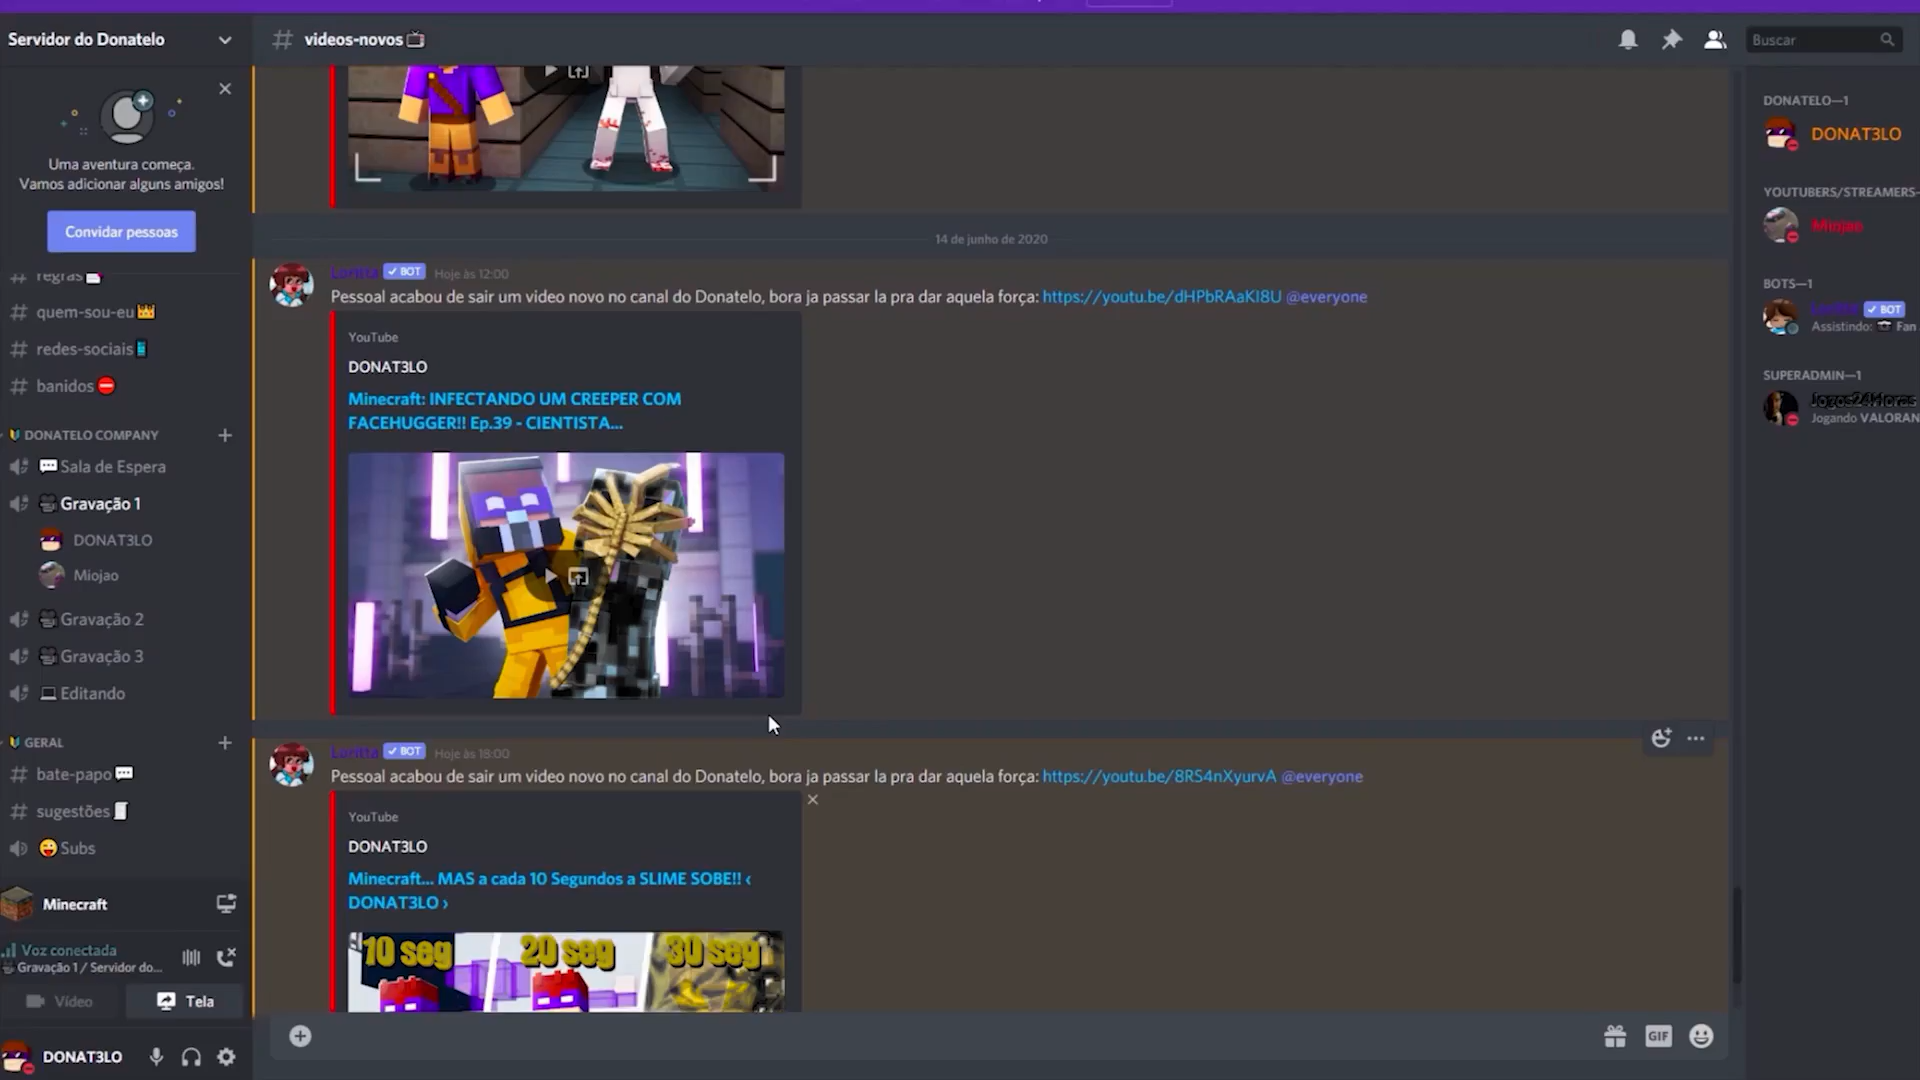 Servidor do Donatelo
Uma aventura começa.
Vamos adicionar alguns amigos!
Convidar pessoas
regras
quem-sou-eu
redes-sociais
banidos
DONATELO COMPANY
Sala de Espera
Gravação 1
DONAT3LO
Miojao
Gravação 2
Gravação 3
Editando
GERAL
bate-papo
sugestões
Subs
Minecraft
Voz conectada
Gravação 1 / Servidor do...
Vídeo
Tela
DONAT3LO
videos-novos
14 de junho de 2020
Loritta BOT Hoje às 12:00
Pessoal acabou de sair um video novo no canal do Donatelo, bora ja passar la pra dar aquela força: https://youtu.be/dHPbRAaKI8U @everyone
YouTube
DONAT3LO
Minecraft: INFECTANDO UM CREEPER COM
FACEHUGGER!! Ep.39 - CIENTISTA...
Loritta BOT Hoje às 18:00
Pessoal acabou de sair um video novo no canal do Donatelo, bora ja passar la pra dar aquela força: https://youtu.be/8RS4nXyurvA @everyone
YouTube
DONAT3LO
Minecraft... MAS a cada 10 Segundos a SLIME SOBE!! ‹
DONAT3LO ›
10 seg 20 seg 30 seg
GIF
Buscar
DONATELO—1
DONAT3LO
YOUTUBERS/STREAMERS—
Miojao
BOTS—1
Loritta BOT
Assistindo: Fan
SUPERADMIN—1
Jogos24Horas
Jogando VALORAN